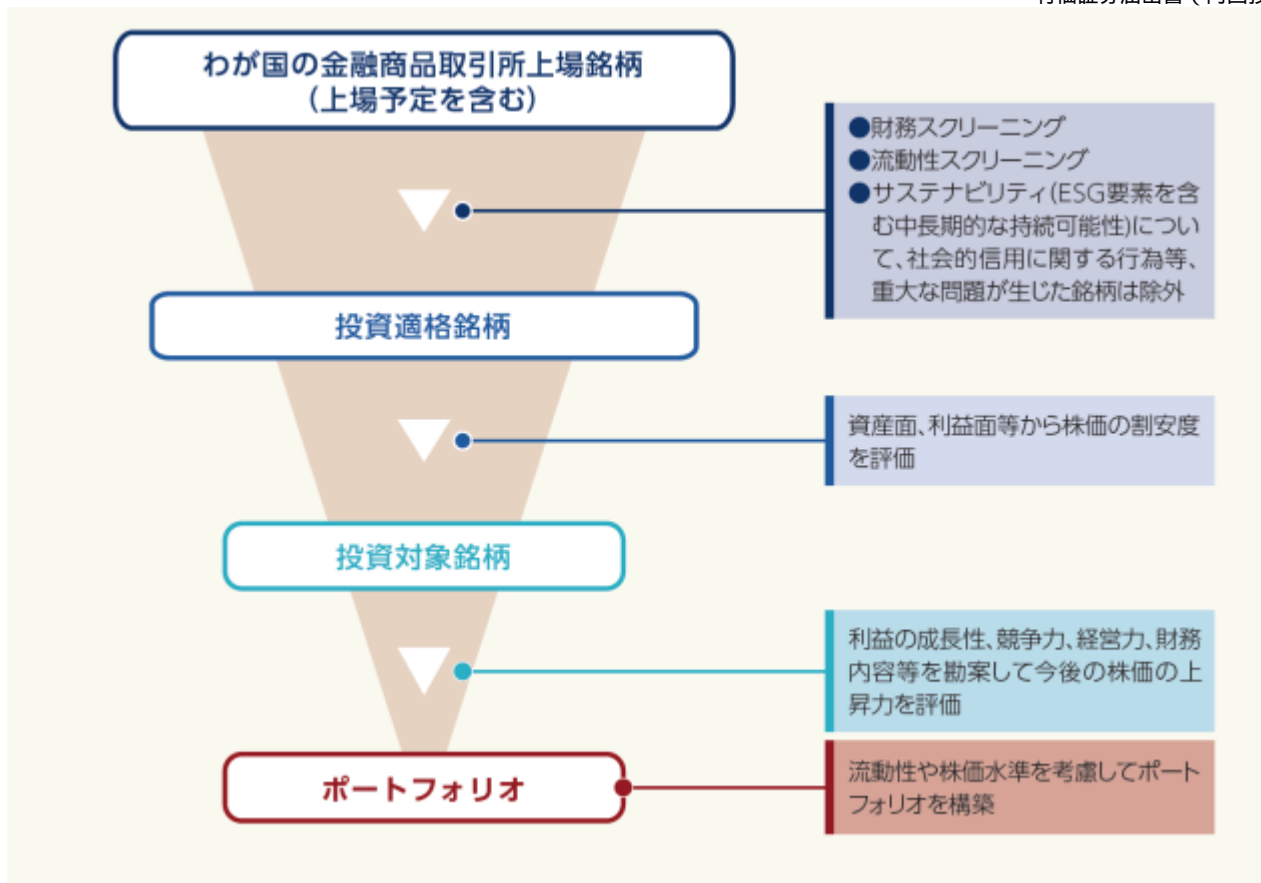 わが国の金融商品取引所上場銘柄
（上場予定を含む）
●財務スクリーニング
●流動性スクリーニング
●サステナビリティ(ESG要素を含
む中長期的な持続可能性)につい
て、社会的信用に関する行為等、
重大な問題が生じた銘柄は除外
投資適格銘柄
資産面、利益面等から株価の割安度
を評価
投資対象銘柄
利益の成長性、競争力、経営力、財務
内容等を勘案して今後の株価の上
昇力を評価
ポートフォリオ
流動性や株価水準を考慮してポート
フォリオを構築